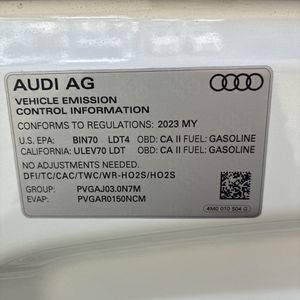 AUDI AG
VEHICLE EMISSION
CONTROL INFORMATION
CONFORMS TO REGULATIONS: 2023 MY
U.S. EPA: BIN70 LDT4 OBD: CA II FUEL: GASOLINE
CALIFORNIA: ULEV70 LDT OBD: CA II FUEL: GASOLINE
NO ADJUSTMENTS NEEDED.
DFI/TC/CAC/TWC/WR-HO2S/HO2S
GROUP: PVGAJ03.0N7M
EVAP: PVGAR0150NCM
4M0 010 504 G